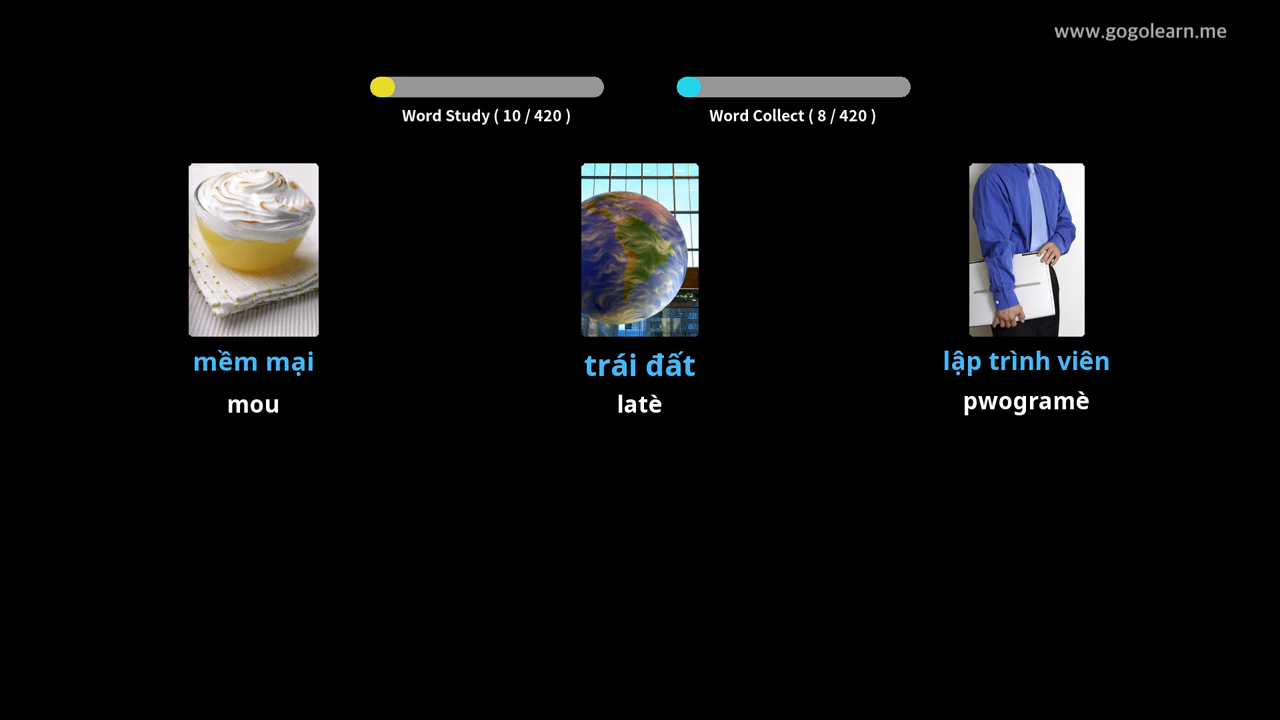 www.gogolearn.me
Word Study ( 10 / 420 )
Word Collect ( 8 / 420 )
mềm mại
mou
trái đất
latè
lập trình viên
pwogramè